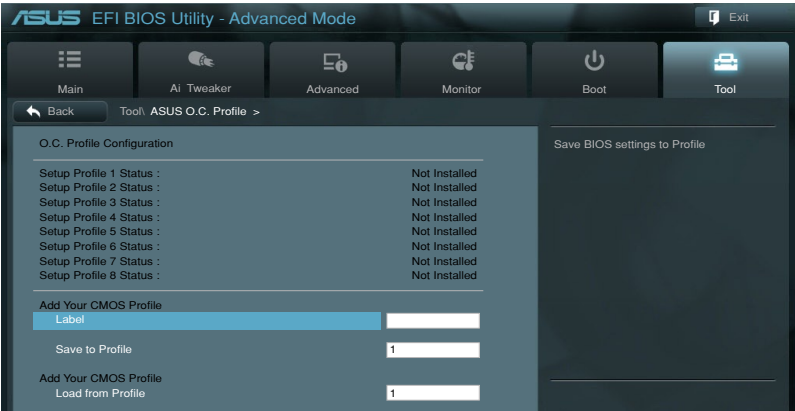 ASUS EFI BIOS Utility - Advanced Mode
Exit
Main
Ai Tweaker
Advanced
Monitor
Boot
Tool
Back
Tool\ ASUS O.C. Profile >
O.C. Profile Configuration
Save BIOS settings to Profile
Setup Profile 1 Status : Not Installed
Setup Profile 2 Status : Not Installed
Setup Profile 3 Status : Not Installed
Setup Profile 4 Status : Not Installed
Setup Profile 5 Status : Not Installed
Setup Profile 6 Status : Not Installed
Setup Profile 7 Status : Not Installed
Setup Profile 8 Status : Not Installed
Add Your CMOS Profile
Label
Save to Profile 1
Add Your CMOS Profile
Load from Profile 1